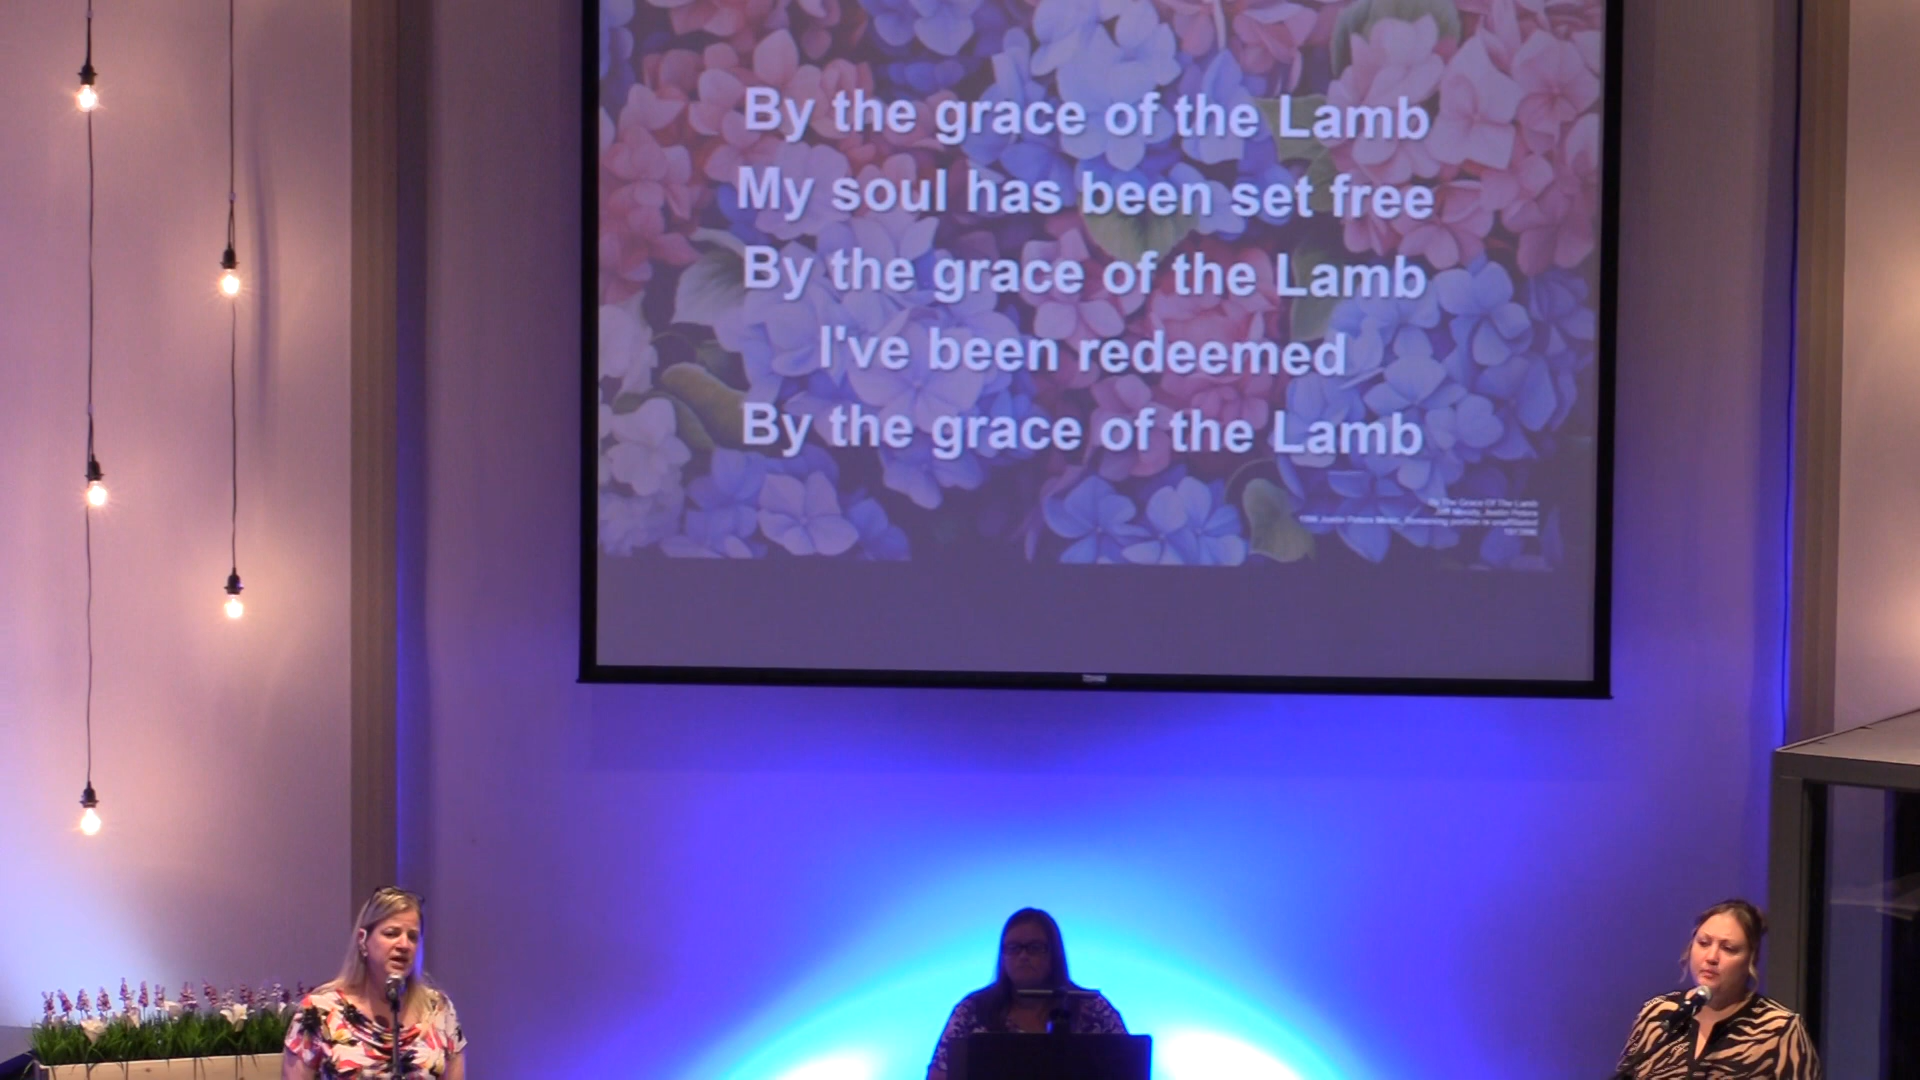 By the grace of the Lamb
My soul has been set free
By the grace of the Lamb
I've been redeemed
By the grace of the Lamb
By The Grace Of The Lamb